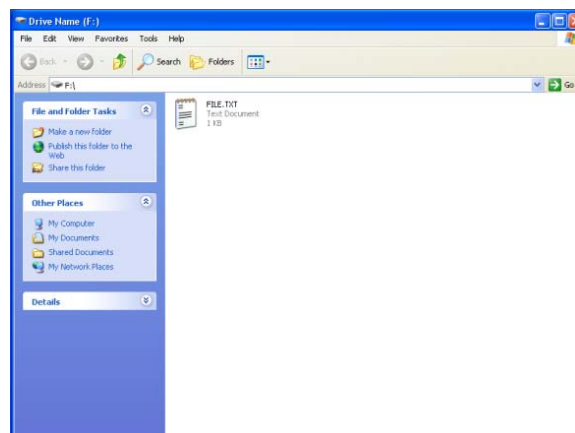 Drive Name (F:)
File Edit View Favorites Tools Help
Back Search Folders
Address F:\ Go
File and Folder Tasks
Make a new folder
Publish this folder to the
Web
Share this folder
Other Places
My Computer
My Documents
Shared Documents
My Network Places
Details
FILE.TXT
Text Document
1 KB